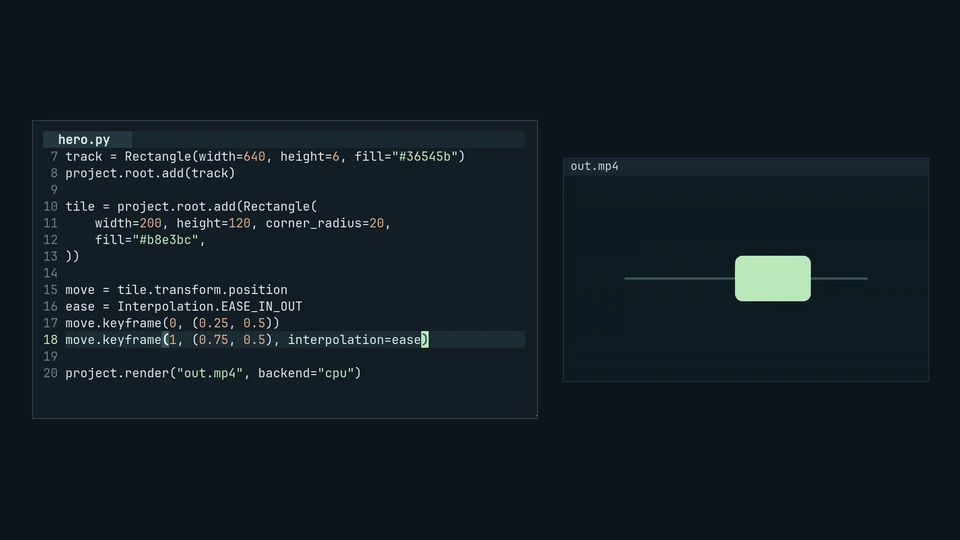 hero.py
7 track = Rectangle(width=640, height=6, fill="#36545b")
8 project.root.add(track)
9
10 tile = project.root.add(Rectangle(
11     width=200, height=120, corner_radius=20,
12     fill="#b8e3bc",
13 ))
14
15 move = tile.transform.position
16 ease = Interpolation.EASE_IN_OUT
17 move.keyframe(0, (0.25, 0.5))
18 move.keyframe(1, (0.75, 0.5), interpolation=ease)
19
20 project.render("out.mp4", backend="cpu")
out.mp4